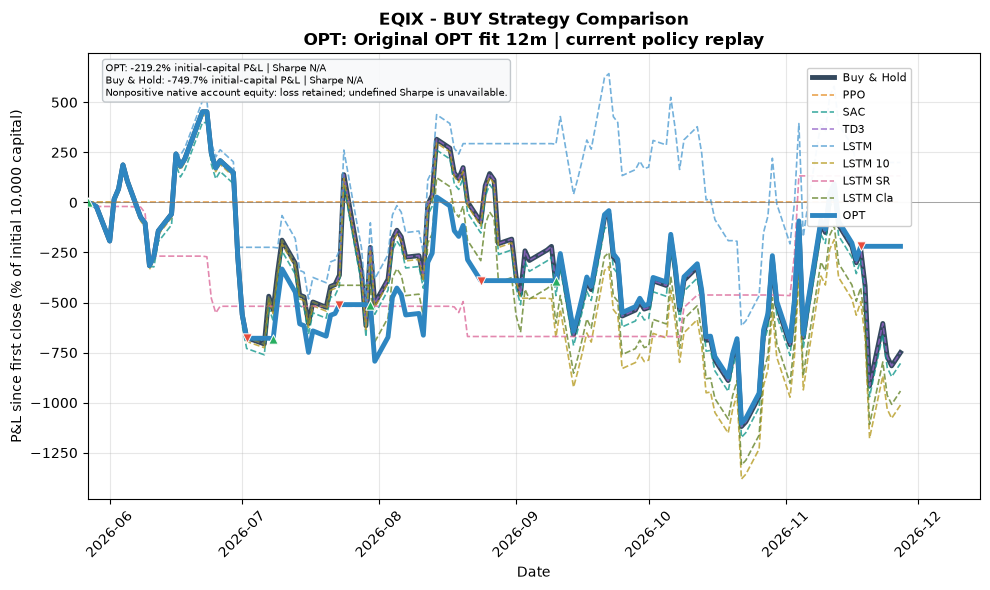 EQIX - BUY Strategy Comparison
OPT: Original OPT fit 12m | current policy replay
OPT: -219.2% initial-capital P&L | Sharpe N/A
Buy & Hold: -749.7% initial-capital P&L | Sharpe N/A
Nonpositive native account equity: loss retained; undefined Sharpe is unavailable.
Buy & Hold
PPO
SAC
TD3
LSTM
LSTM 10
LSTM SR
LSTM Cla
OPT
P&L since first close (% of initial 10,000 capital)
500
250
0
−250
−500
−750
−1000
−1250
2026-06
2026-07
2026-08
2026-09
2026-10
2026-11
2026-12
Date